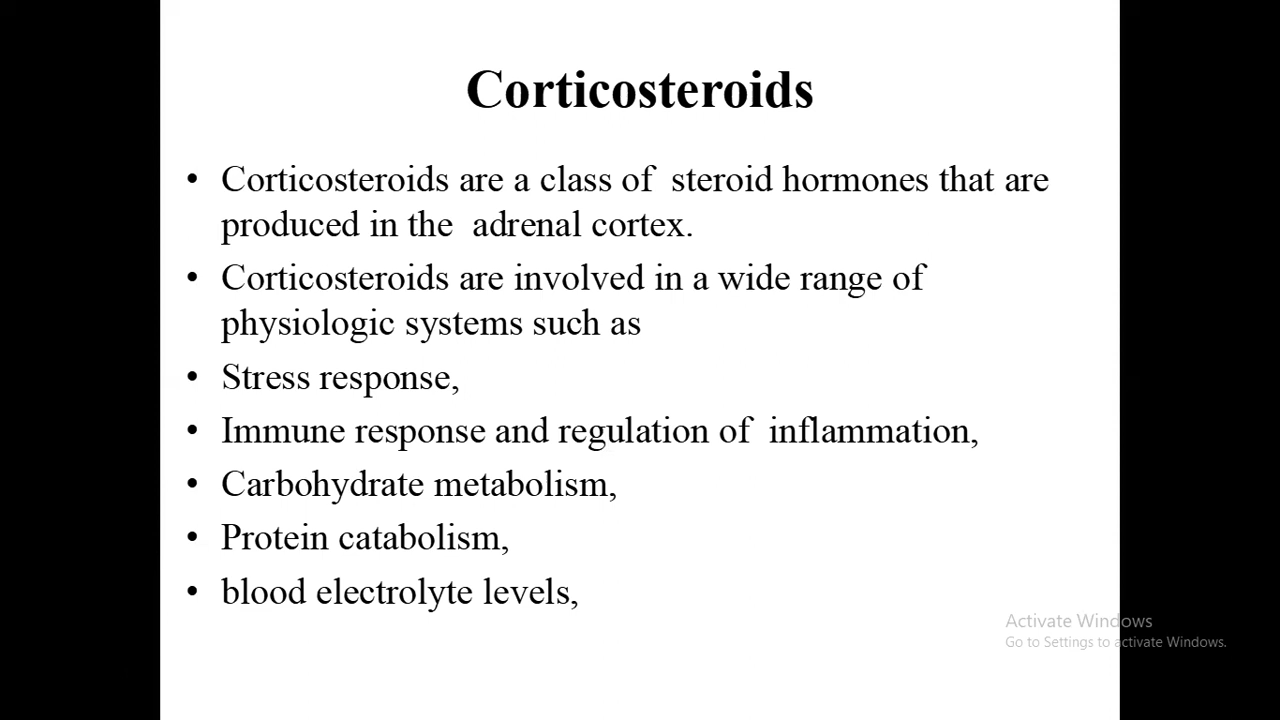 Corticosteroids
• Corticosteroids are a class of steroid hormones that are
produced in the adrenal cortex.
• Corticosteroids are involved in a wide range of
physiologic systems such as
• Stress response,
• Immune response and regulation of inflammation,
• Carbohydrate metabolism,
• Protein catabolism,
• blood electrolyte levels,
Activate Windows
Go to Settings to activate Windows.